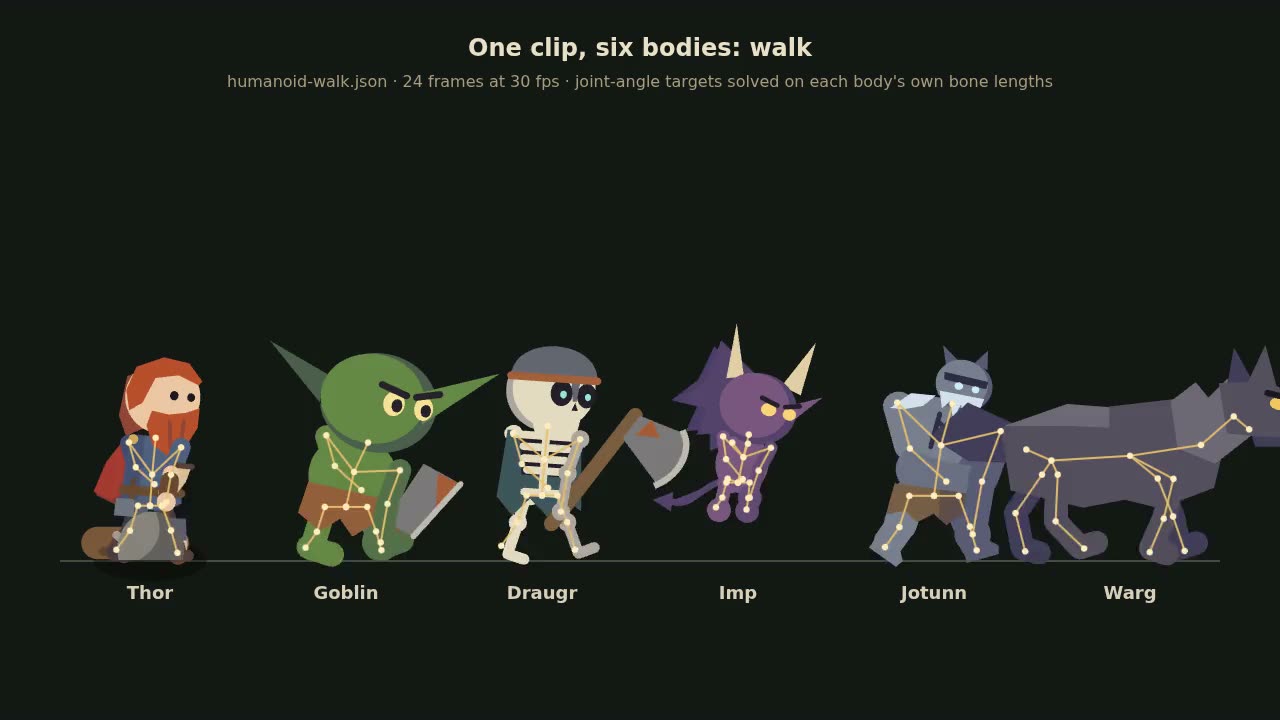 One clip, six bodies: walk
humanoid-walk.json · 24 frames at 30 fps · joint-angle targets solved on each body's own bone lengths
Thor Goblin Draugr Imp Jotunn Warg